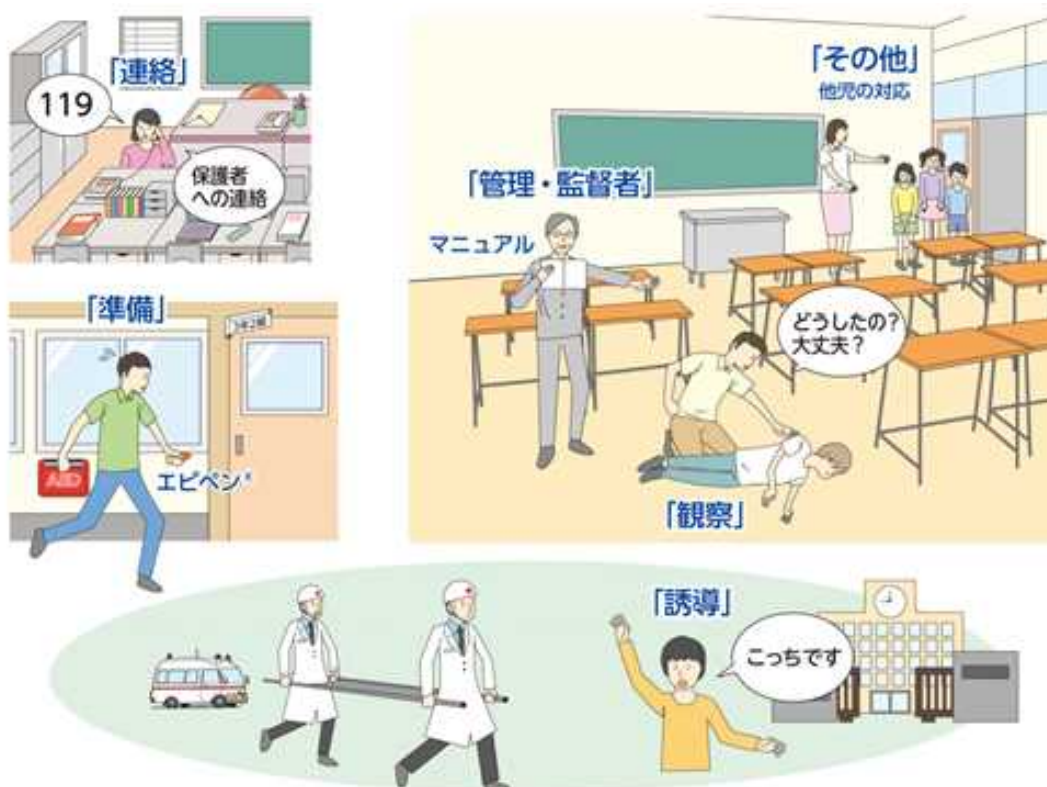 「連絡」
119
保護者
への連絡
「準備」
エピペン®
AED
「その他」
他児の対応
「管理・監督者」
マニュアル
どうしたの?
大丈夫?
「観察」
「誘導」
こっちです